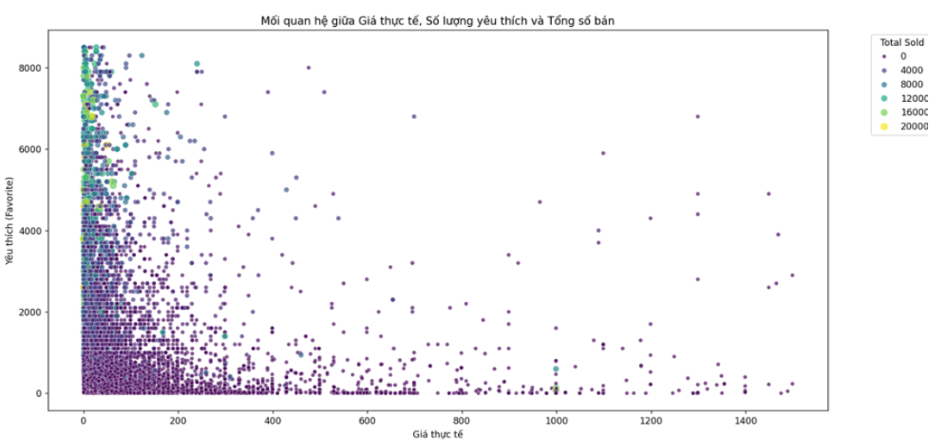 Mối quan hệ giữa Giá thực tế, Số lượng yêu thích và Tổng số bán
Total Sold
0
4000
8000
12000
16000
20000
Yêu thích (Favorite)
8000
6000
4000
2000
0
0 200 400 600 800 1000 1200 1400
Giá thực tế